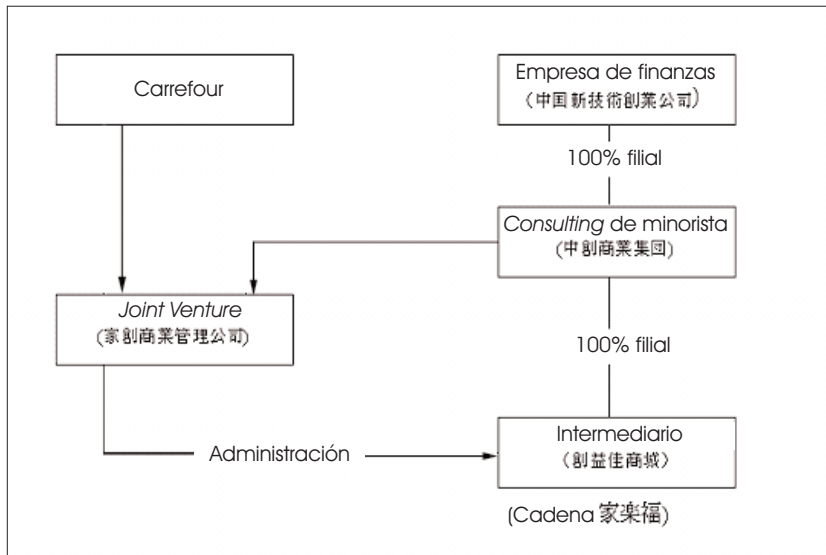 Carrefour
Empresa de finanzas
(中国新技術創業公司)
100% filial
Consulting de minorista
(中創商業集団)
Joint Venture
(家創商業管理公司)
100% filial
Administración
Intermediario
(創益佳商城)
(Cadena 家楽福)